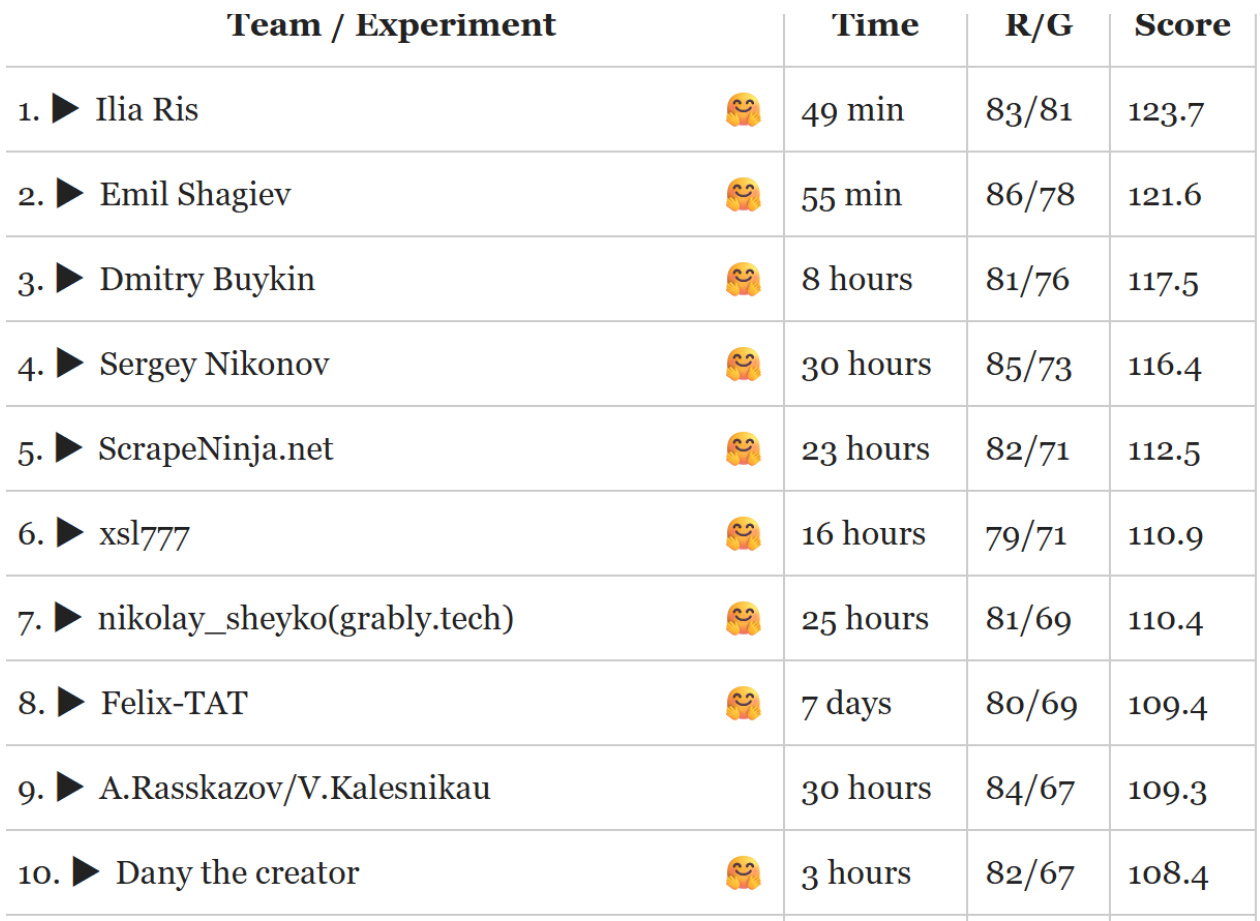 Team / Experiment Time R/G Score
1. ▶ Ilia Ris 🤗 49 min 83/81 123.7
2. ▶ Emil Shagiev 🤗 55 min 86/78 121.6
3. ▶ Dmitry Buykin 🤗 8 hours 81/76 117.5
4. ▶ Sergey Nikonov 🤗 30 hours 85/73 116.4
5. ▶ ScrapeNinja.net 🤗 23 hours 82/71 112.5
6. ▶ xsl777 🤗 16 hours 79/71 110.9
7. ▶ nikolay_sheyko(grably.tech) 🤗 25 hours 81/69 110.4
8. ▶ Felix-TAT 🤗 7 days 80/69 109.4
9. ▶ A.Rasskazov/V.Kalesnikau 30 hours 84/67 109.3
10. ▶ Dany the creator 🤗 3 hours 82/67 108.4